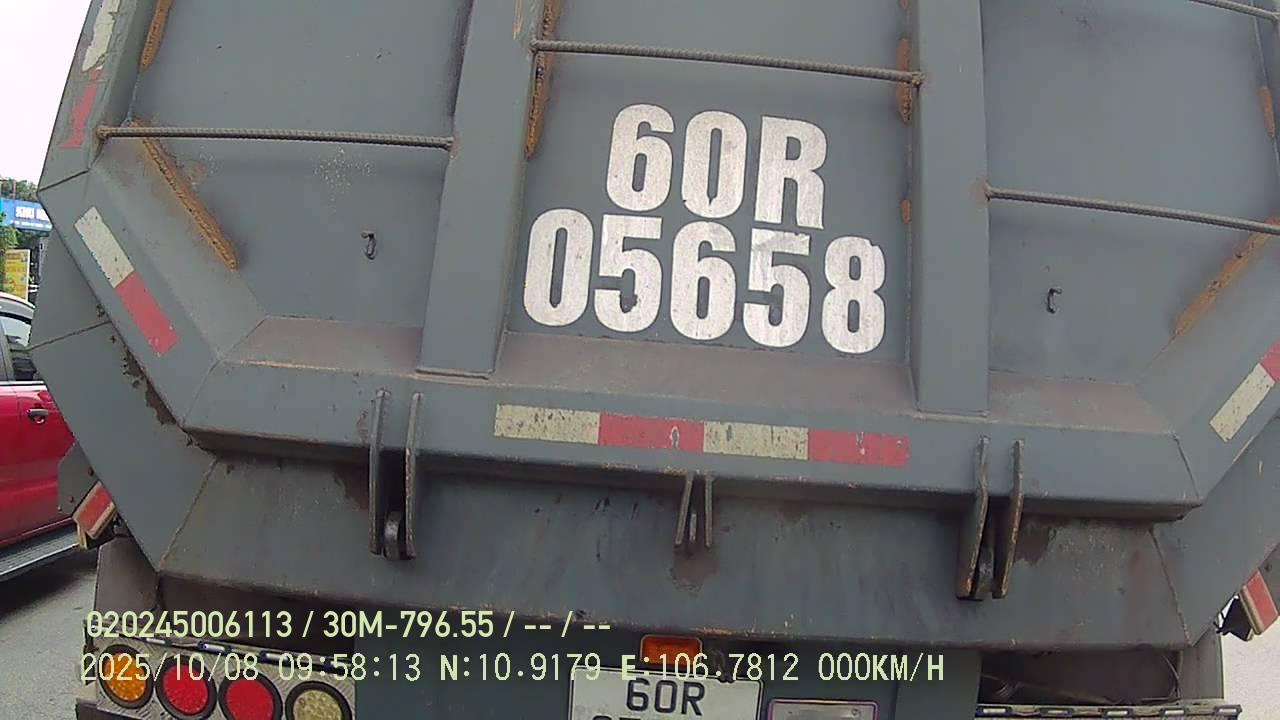 60R
05658
020245006113 / 30M-796.55 / -- / --
2025/10/08 09:58:13 N:10.9179 E:106.7812 000KM/H
60R